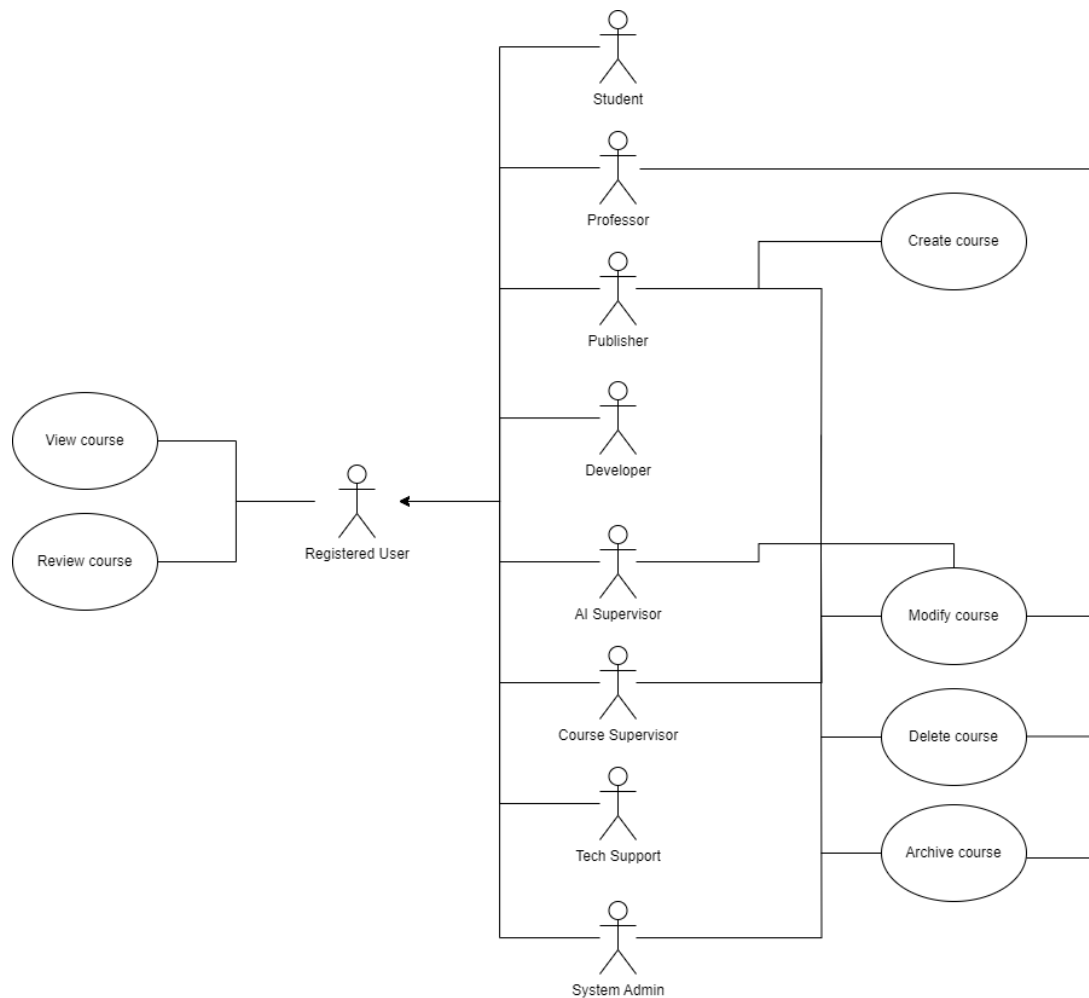 Student
Professor
Create course
Publisher
View course
Developer
Registered User
Review course
AI Supervisor
Modify course
Course Supervisor
Delete course
Tech Support
Archive course
System Admin